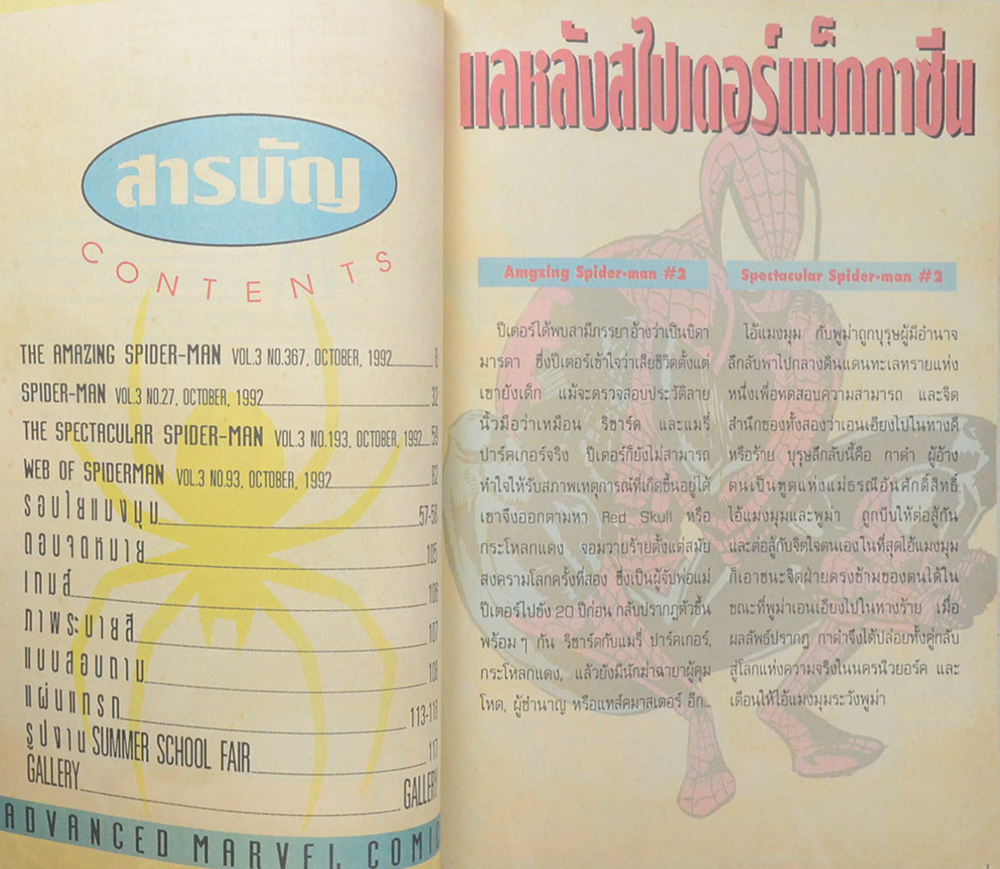 สารบัญ
CONTENTS
THE AMAZING SPIDER-MAN VOL.3 NO.367, OCTOBER, 1992 8
SPIDER-MAN VOL.3 NO.27, OCTOBER, 1992 32
THE SPECTACULAR SPIDER-MAN VOL.3 NO.193, OCTOBER, 1992 59
WEB OF SPIDERMAN VOL.3 NO.93, OCTOBER, 1992 82
รอบใยแมงมุม 57-58
ตอบจดหมาย 105
เกมส์ 106
ภาพระบายสี 107
แบบสอบถาม 108
แผ่นแทรก 113-116
รูปงาน SUMMER SCHOOL FAIR 117
GALLERY GALLERY
ADVANCED MARVEL COMIC
แลหลังสไปเดอร์แม็กกาซีน
Amgxing Spider-man #2
ปีเตอร์ได้พบสามีภรรยาอ้างว่าเป็นบิดา
มารดา ซึ่งปีเตอร์เข้าใจว่าเสียชีวิตตั้งแต่
เขายังเด็ก แม้จะตรวจสอบประวัติลาย
นิ้วมือว่าเหมือน ริชาร์ด และแมรี่
ปาร์คเกอร์จริง ปีเตอร์ก็ยังไม่สามารถ
ทำใจให้รับสภาพเหตุการณ์ที่เกิดขึ้นอยู่ได้
เขาจึงออกตามหา Red Skull หรือ
กระโหลกแดง จอมวายร้ายตั้งแต่สมัย
สงครามโลกครั้งที่สอง ซึ่งเป็นผู้จับพ่อแม่
ปีเตอร์ไปขัง 20 ปีก่อน กลับปรากฏตัวขึ้น
พร้อม ๆ กัน ริชาร์ดกับแมรี่ ปาร์คเกอร์,
กระโหลกแดง, แล้วยังมีนักฆ่าฉายาผู้คุม
โหด, ผู้ชำนาญ หรือแทส์คมาสเตอร์ อีก...
Spectacular Spider-man #2
ไอ้แมงมุม กับพูม่าถูกบุรุษผู้มีอำนาจ
ลึกลับพาไปกลางดินแดนทะเลทรายแห่ง
หนึ่งเพื่อทดสอบความสามารถ และจิต
สำนึกของทั้งสองว่าเอนเอียงไปในทางดี
หรือร้าย บุรุษลึกลับนี้คือ กาด้า ผู้อ้าง
ตนเป็นฑูตแห่งแม่ธรณีอันศักดิ์สิทธิ์
ไอ้แมงมุมและพูม่า ถูกบีบให้ต่อสู้กัน
และต่อสู้กับจิตใจตนเอง ในที่สุดไอ้แมงมุม
ก็เอาชนะจิตฝ่ายตรงข้ามของตนได้ใน
ขณะที่พูม่าเอนเอียงไปในทางร้าย เมื่อ
ผลลัพธ์ปรากฏ กาด้าจึงได้ปล่อยทั้งคู่กลับ
สู่โลกแห่งความจริงในนครนิวยอร์ค และ
เตือนให้ไอ้แมงมุมระวังพูม่า